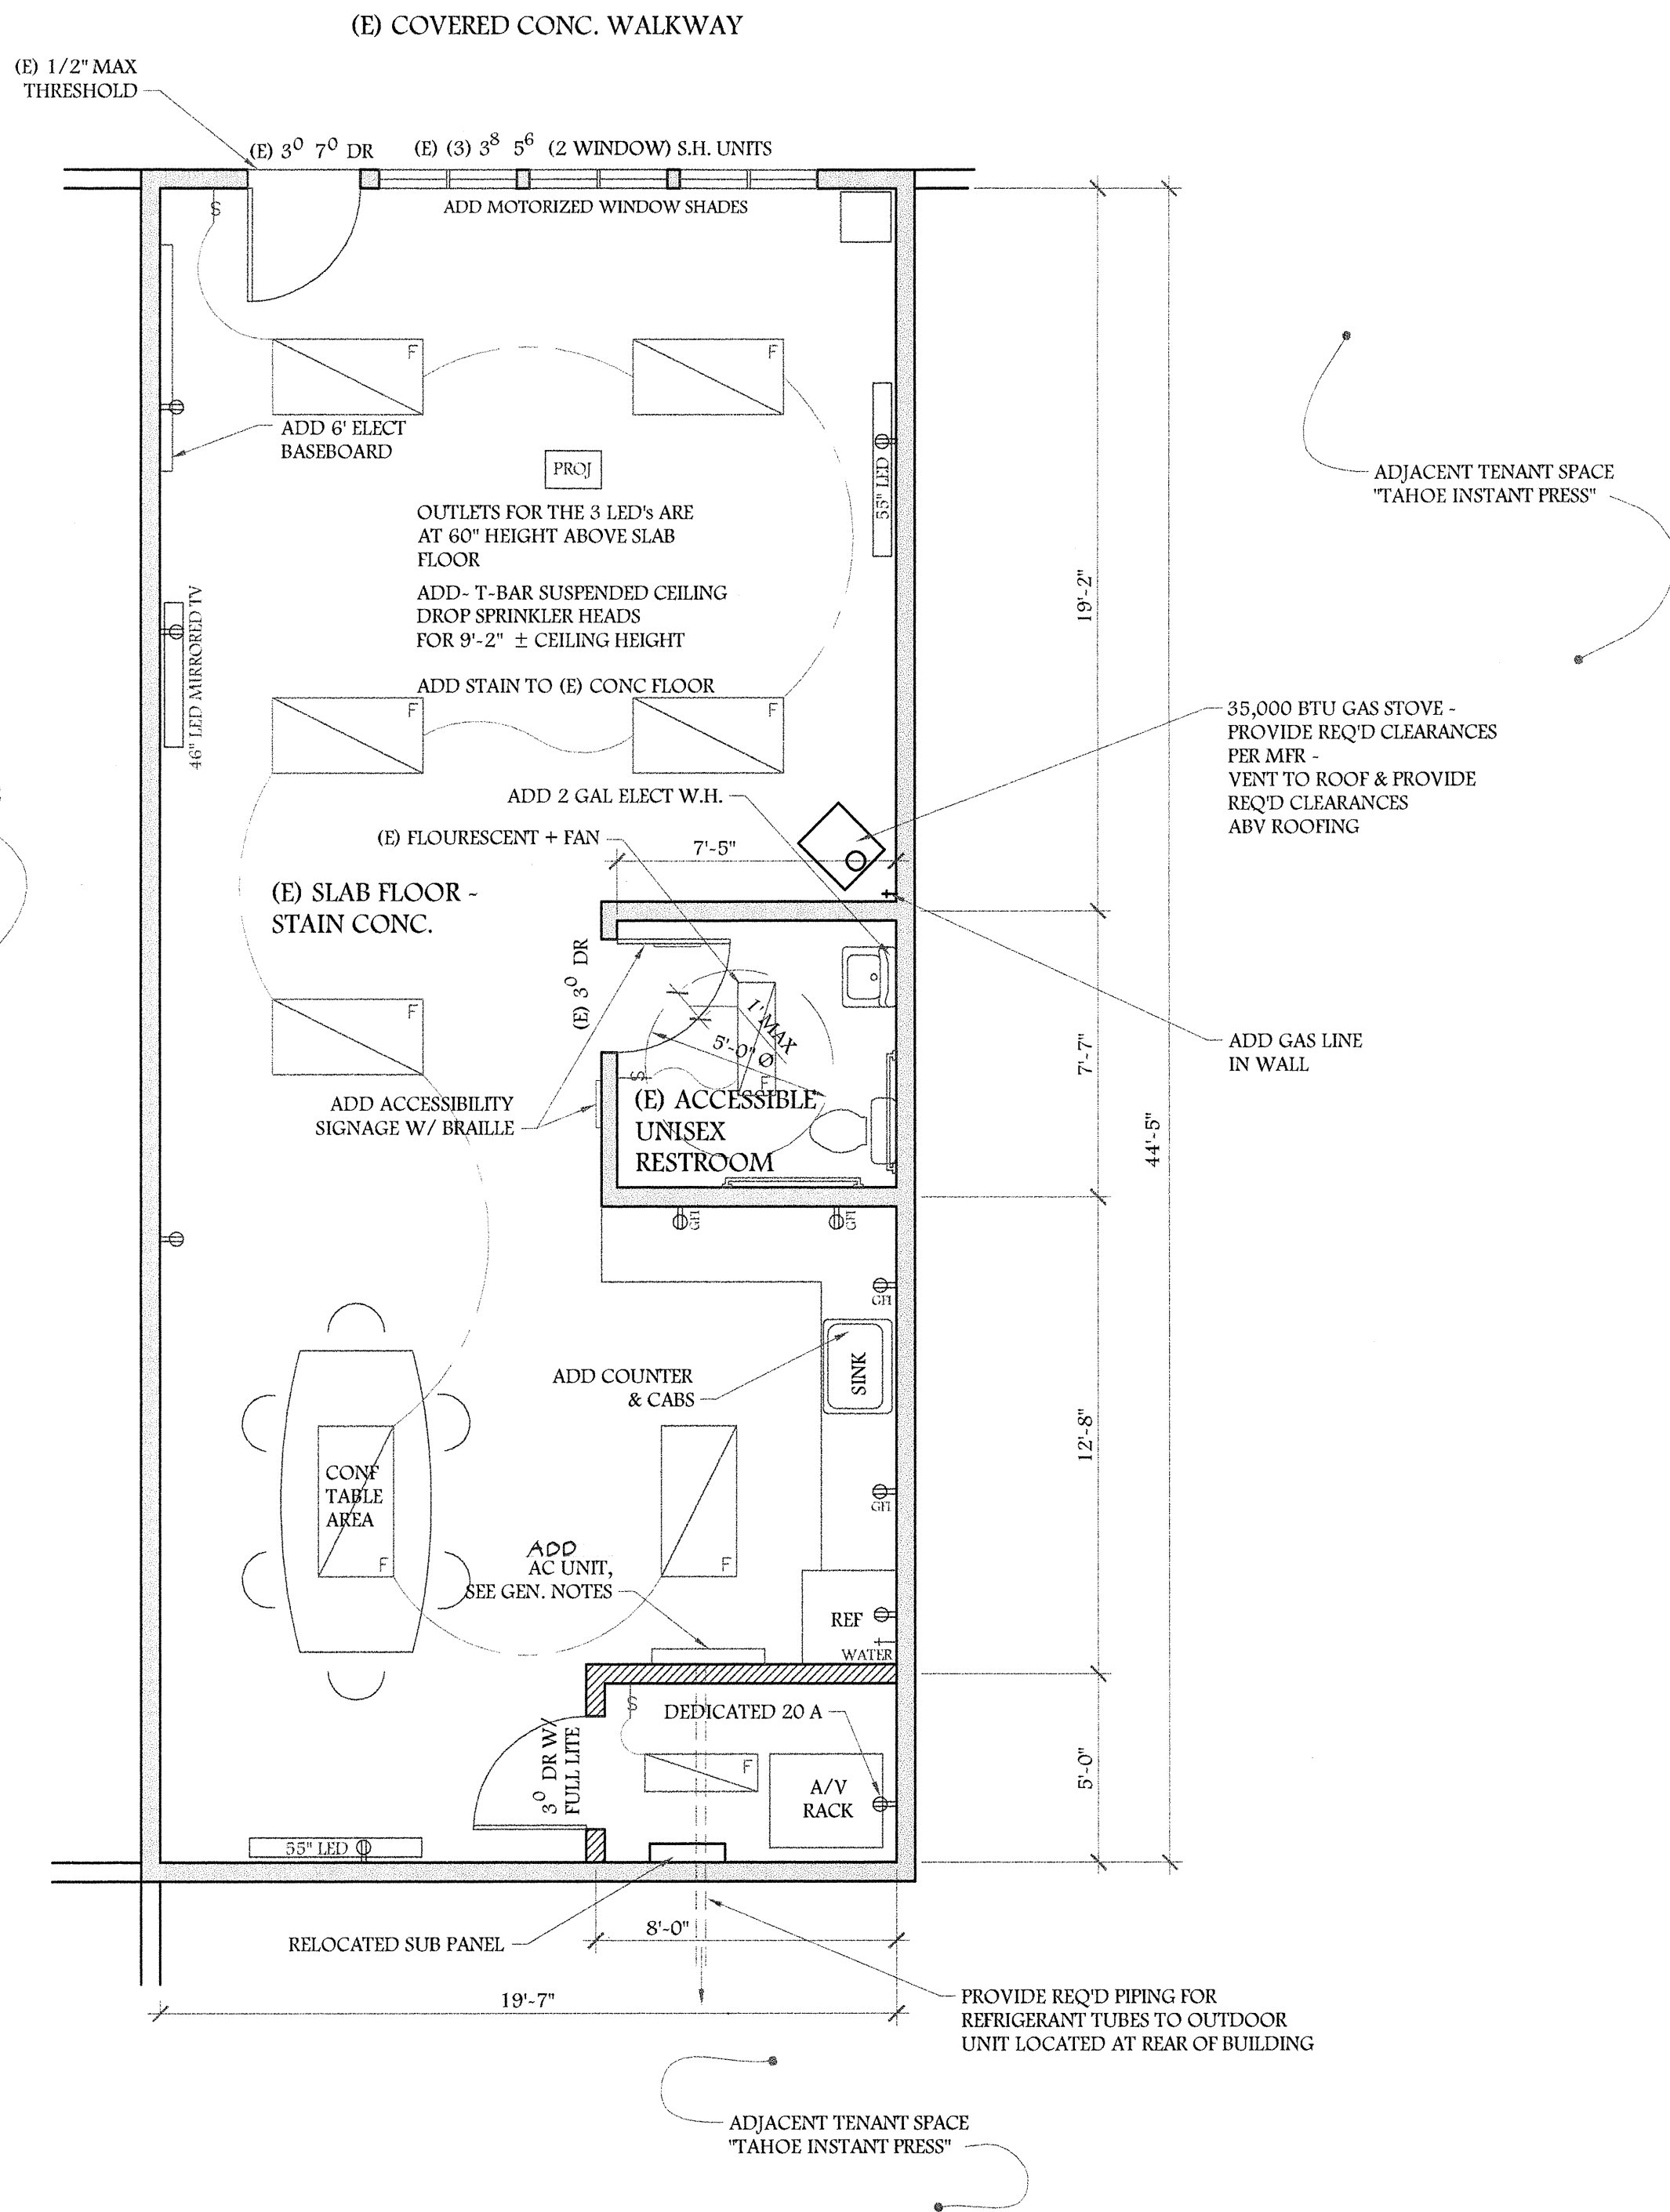 (E) COVERED CONC. WALKWAY
(E) 1/2" MAX
THRESHOLD
(E) 3⁰ 7⁰ DR
(E) (3) 3⁸ 5⁶ (2 WINDOW) S.H. UNITS
S
ADD MOTORIZED WINDOW SHADES
F
F
ADD 6' ELECT
BASEBOARD
PROJ
55" LED
OUTLETS FOR THE 3 LED's ARE
AT 60" HEIGHT ABOVE SLAB
FLOOR
ADD- T-BAR SUSPENDED CEILING
DROP SPRINKLER HEADS
FOR 9'-2" ± CEILING HEIGHT
ADD STAIN TO (E) CONC FLOOR
46" LED MIRRORED TV
F
F
19'-2"
ADJACENT TENANT SPACE
"TAHOE INSTANT PRESS"
35,000 BTU GAS STOVE -
PROVIDE REQ'D CLEARANCES
PER MFR -
VENT TO ROOF & PROVIDE
REQ'D CLEARANCES
ABV ROOFING
ADD 2 GAL ELECT W.H.
(E) FLOURESCENT + FAN
7'-5"
(E) SLAB FLOOR -
STAIN CONC.
(E) 3⁰ DR
F
1' MAX
5'-0" Ø
S
F
ADD GAS LINE
IN WALL
7'-7"
44'-5"
ADD ACCESSIBILITY
SIGNAGE W/ BRAILLE
(E) ACCESSIBLE
UNISEX
RESTROOM
GFI
GFI
GFI
SINK
ADD COUNTER
& CABS
12'-8"
CONF
TABLE
AREA
F
F
GFI
ADD
AC UNIT,
SEE GEN. NOTES
REF
WATER
S
DEDICATED 20 A
3⁰ DR W/
FULL LITE
F
A/V
RACK
5'-0"
55" LED
RELOCATED SUB PANEL
8'-0"
19'-7"
PROVIDE REQ'D PIPING FOR
REFRIGERANT TUBES TO OUTDOOR
UNIT LOCATED AT REAR OF BUILDING
ADJACENT TENANT SPACE
"TAHOE INSTANT PRESS"